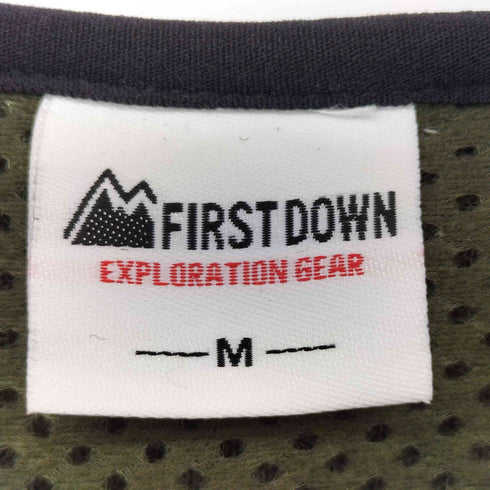 FIRST DOWN
EXPLORATION GEAR
M